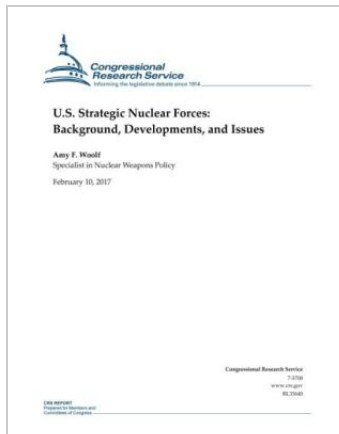 Congressional
Research Service
Informing the legislative debate since 1914
U.S. Strategic Nuclear Forces:
Background, Developments, and Issues
Amy F. Woolf
Specialist in Nuclear Weapons Policy
February 10, 2017
Congressional Research Service
7-5700
www.crs.gov
RL33640
CRS REPORT
Prepared for Members and
Committees of Congress